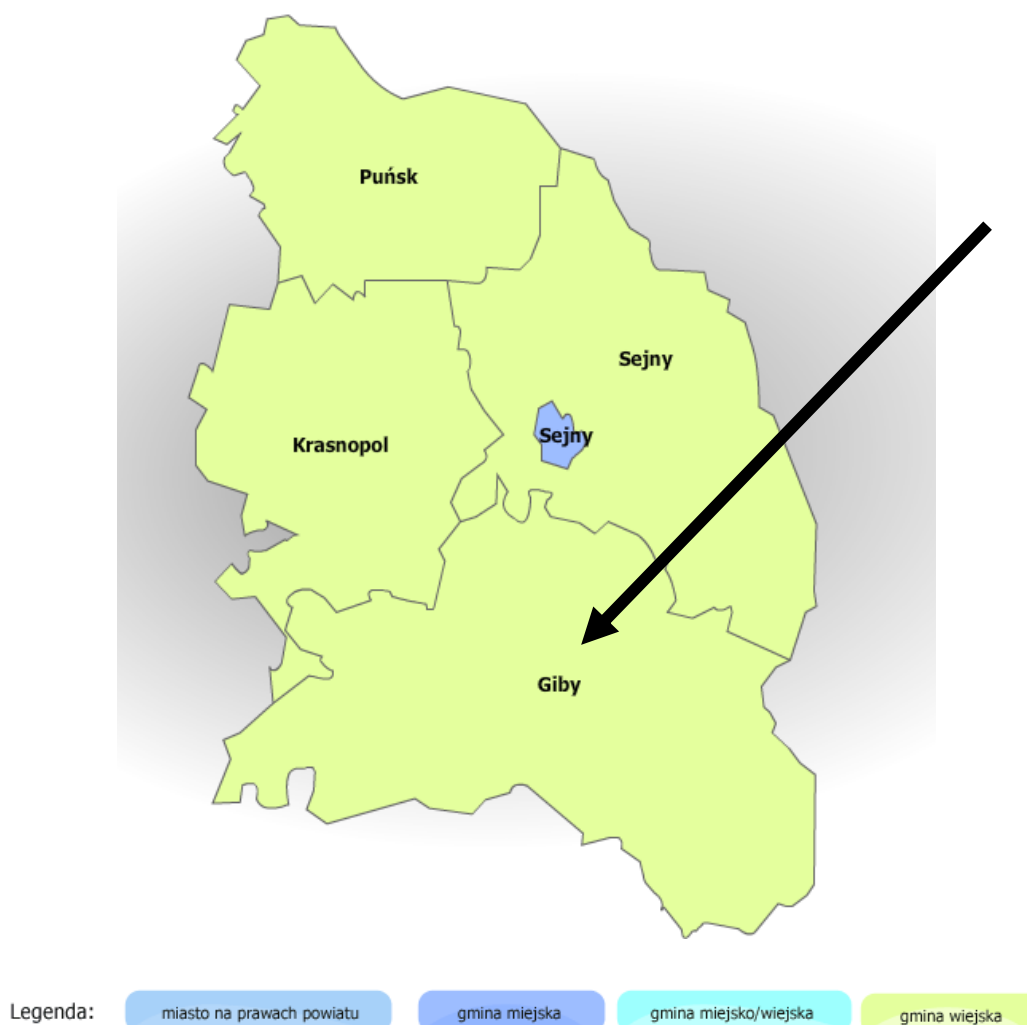 Puńsk
Sejny
Sejny
Krasnopol
Giby
Legenda:
miasto na prawach powiatu
gmina miejska
gmina miejsko/wiejska
gmina wiejska